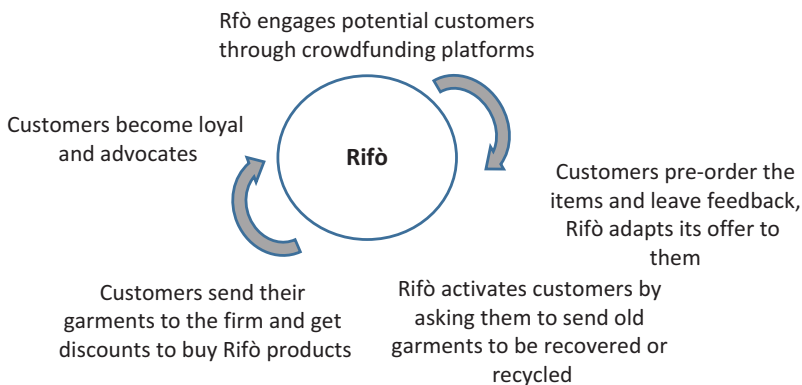 Rfò engages potential customers
through crowdfunding platforms
Rifò
Customers pre-order the
items and leave feedback,
Rifò adapts its offer to
them
Rifò activates customers by
asking them to send old
garments to be recovered or
recycled
Customers send their
garments to the firm and get
discounts to buy Rifò products
Customers become loyal
and advocates